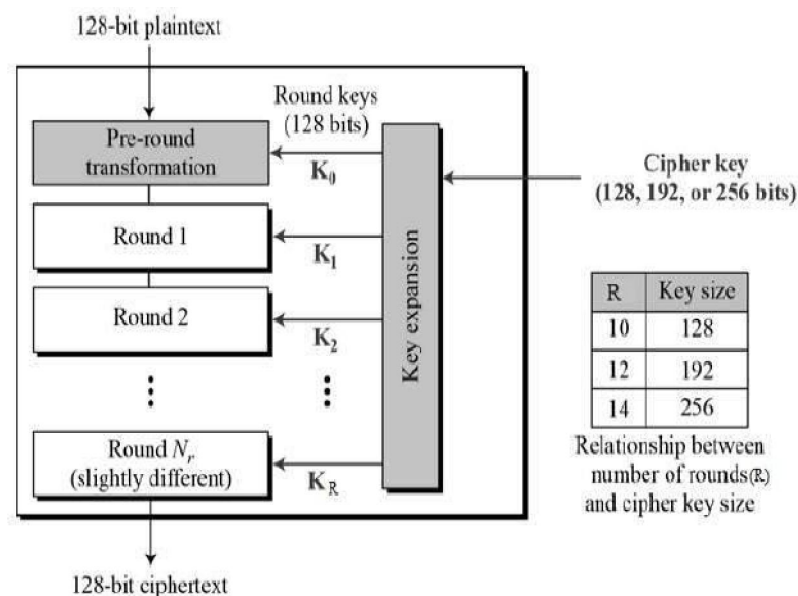 128-bit plaintext
Round keys
(128 bits)
Pre-round
transformation
K0
Cipher key
(128, 192, or 256 bits)
Round 1
K1
Round 2
K2
Key expansion
⋮
⋮
Round Nr
(slightly different)
KR
R Key size
10 128
12 192
14 256
Relationship between
number of rounds(R)
and cipher key size
128-bit ciphertext